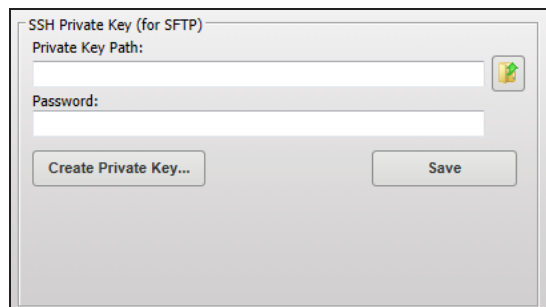 SSH Private Key (for SFTP)
Private Key Path:
Password:
Create Private Key... Save